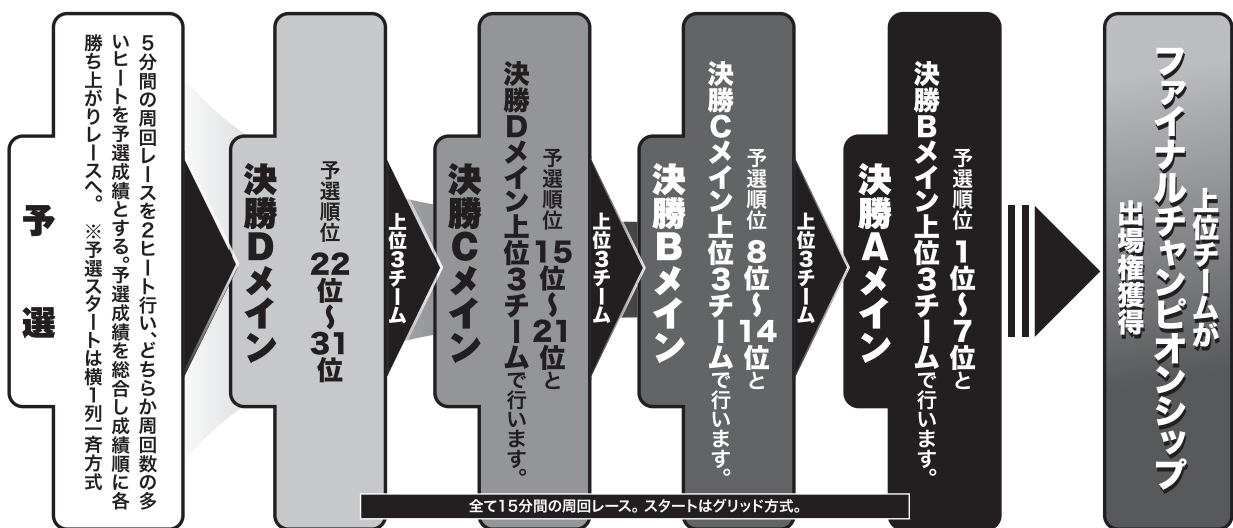 予選
5分間の周回レースを2ヒート行い、どちらか周回数の多
いヒートを予選成績とする。予選成績を総合し成績順に各
勝ち上がりレースへ。 ※予選スタートは横1列一斉方式
決勝Dメイン
予選順位 22位〜31位
上位3チーム
決勝Cメイン
予選順位 15位〜21位と
決勝Dメイン上位3チームで行います。
上位3チーム
決勝Bメイン
予選順位 8位〜14位と
決勝Cメイン上位3チームで行います。
上位3チーム
決勝Aメイン
予選順位 1位〜7位と
決勝Bメイン上位3チームで行います。
上位チームが
ファイナルチャンピオンシップ
出場権獲得
全て15分間の周回レース。スタートはグリッド方式。